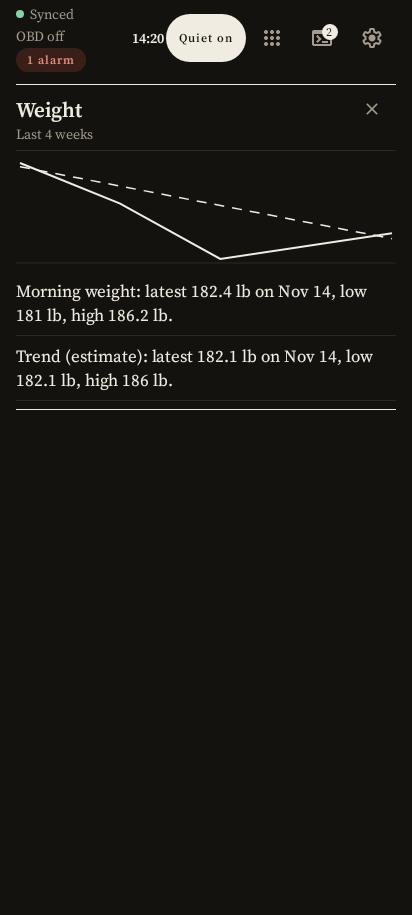 Synced
OBD off
1 alarm
14:20
Quiet on
2
Weight
Last 4 weeks
Morning weight: latest 182.4 lb on Nov 14, low
181 lb, high 186.2 lb.
Trend (estimate): latest 182.1 lb on Nov 14, low
182.1 lb, high 186 lb.